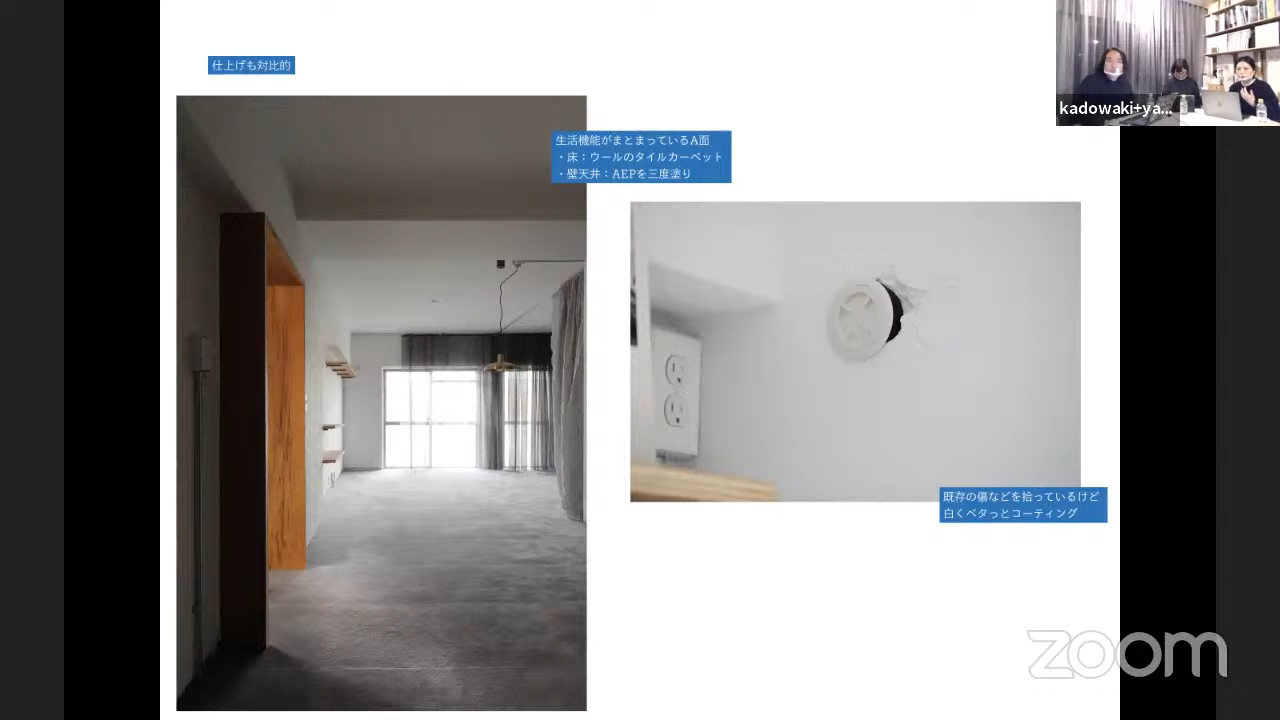 仕上げも対比的
kadowaki+ya...
生活機能がまとまっているA面
・床：ウールのタイルカーペット
・壁天井：AEPを三度塗り
既存の傷などを拾っているけど
白くベタっとコーティング
zoom